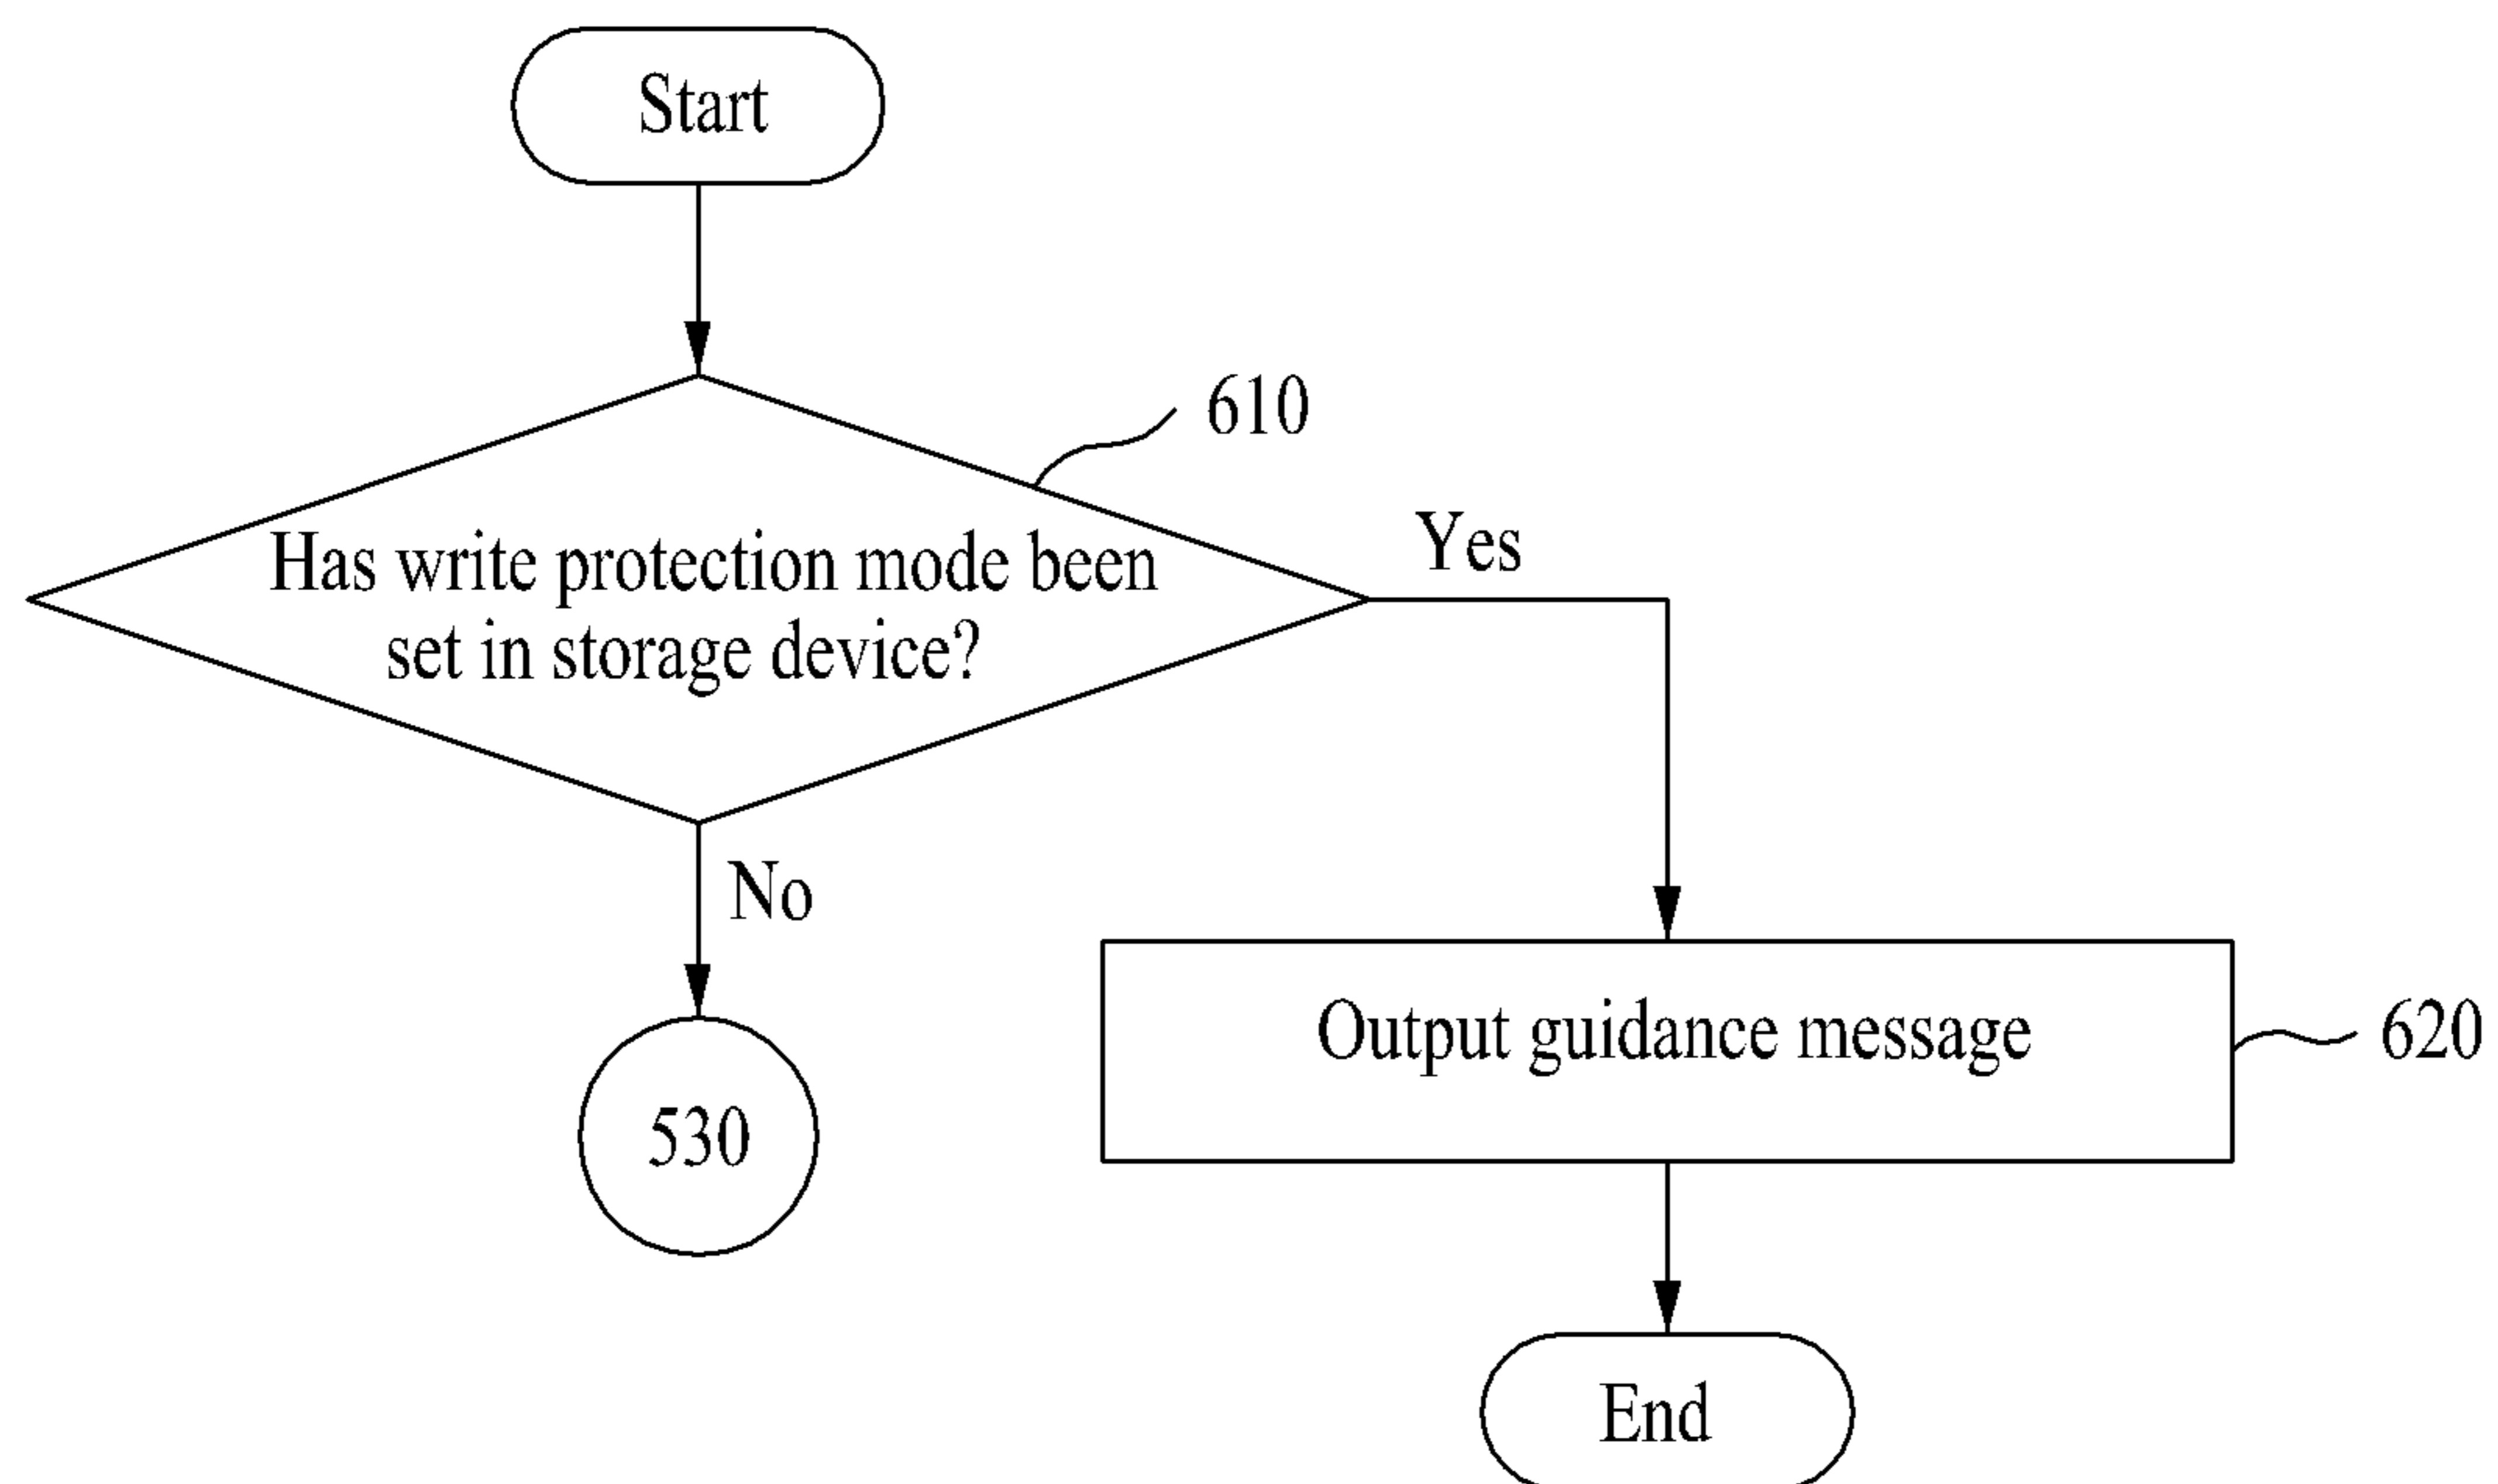 Start
610
Has write protection mode been
set in storage device?
Yes
No
530
Output guidance message
620
End